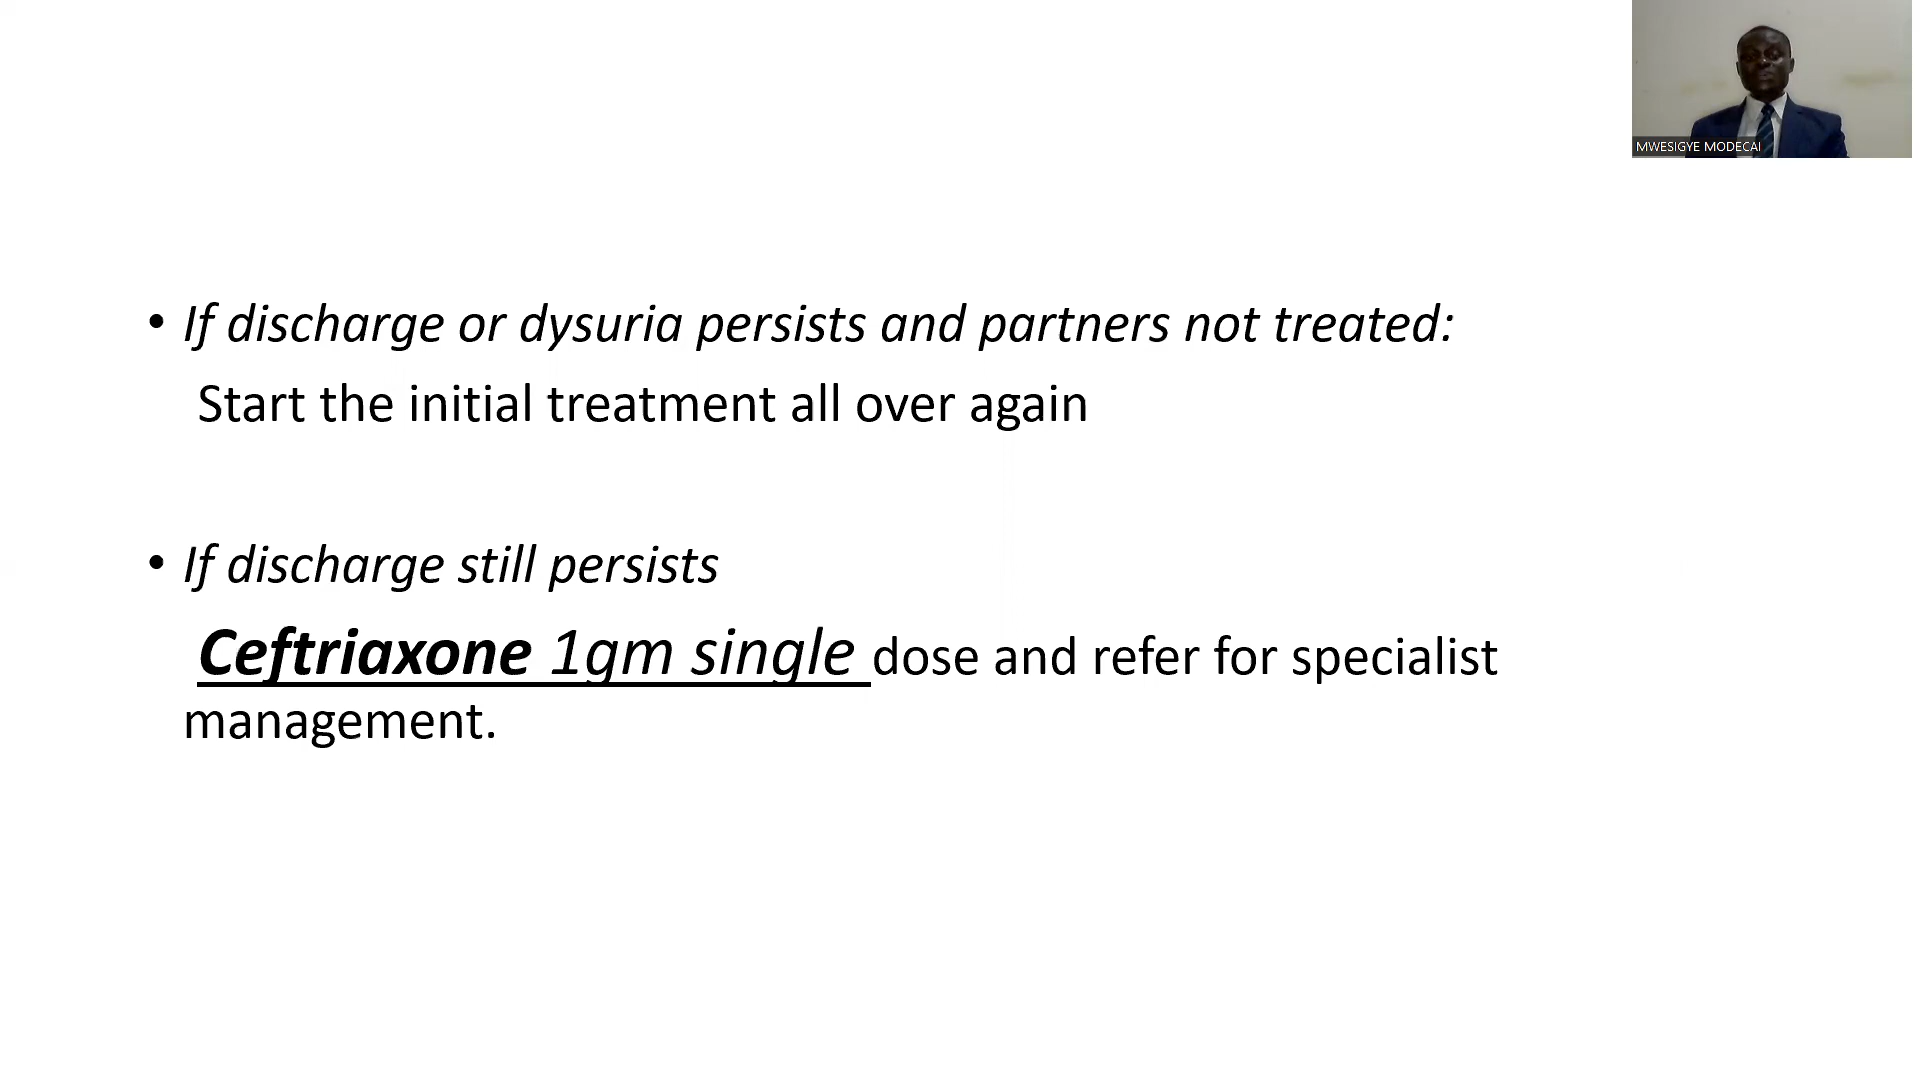 MWESIGYE MODECAI
• If discharge or dysuria persists and partners not treated:
Start the initial treatment all over again
• If discharge still persists
Ceftriaxone 1gm single dose and refer for specialist
management.